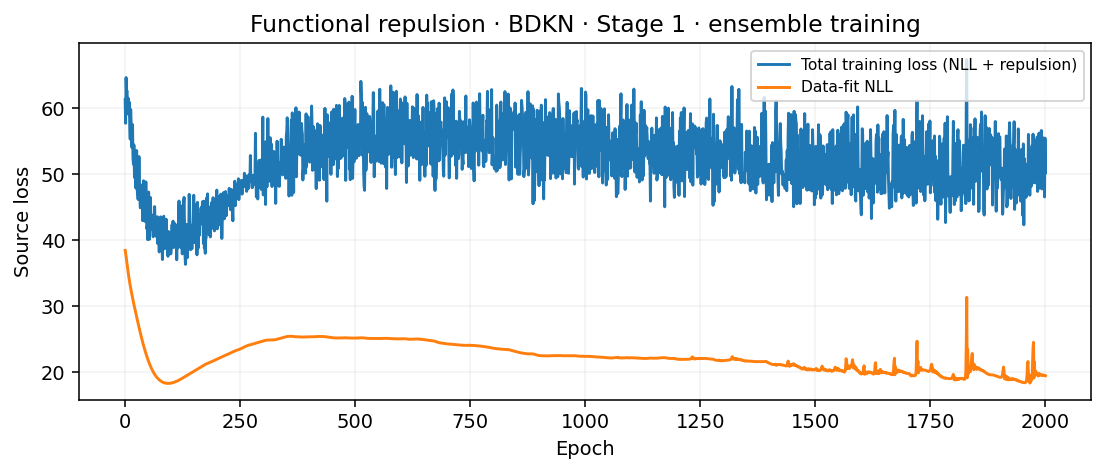 Functional repulsion · BDKN · Stage 1 · ensemble training
Total training loss (NLL + repulsion)
Data-fit NLL
Source loss
60
50
40
30
20
0 250 500 750 1000 1250 1500 1750 2000
Epoch